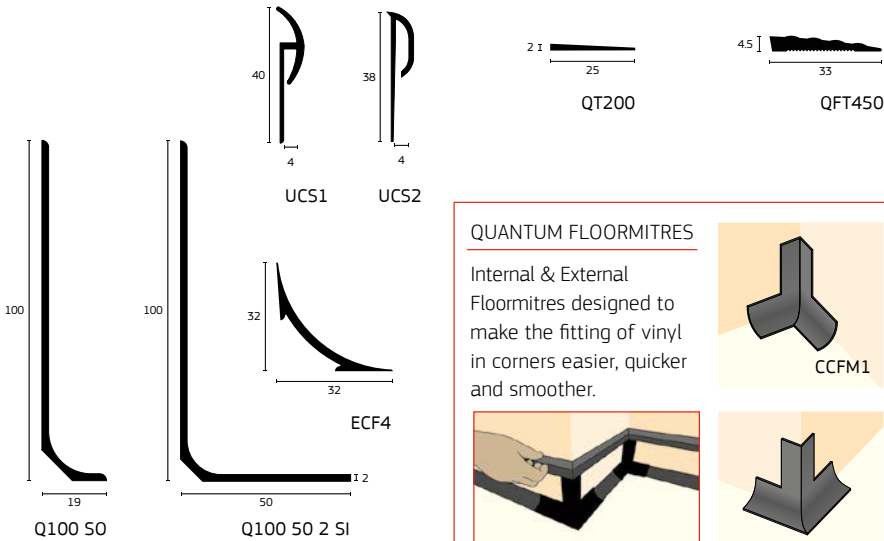 40
4
UCS1
38
4
UCS2
2
25
QT200
4.5
33
QFT450
100
19
Q100 SO
100
2
50
Q100 50 2 SI
32
32
ECF4
QUANTUM FLOORMITRES
Internal & External
Floormitres designed to
make the fitting of vinyl
in corners easier, quicker
and smoother.
CCFM1